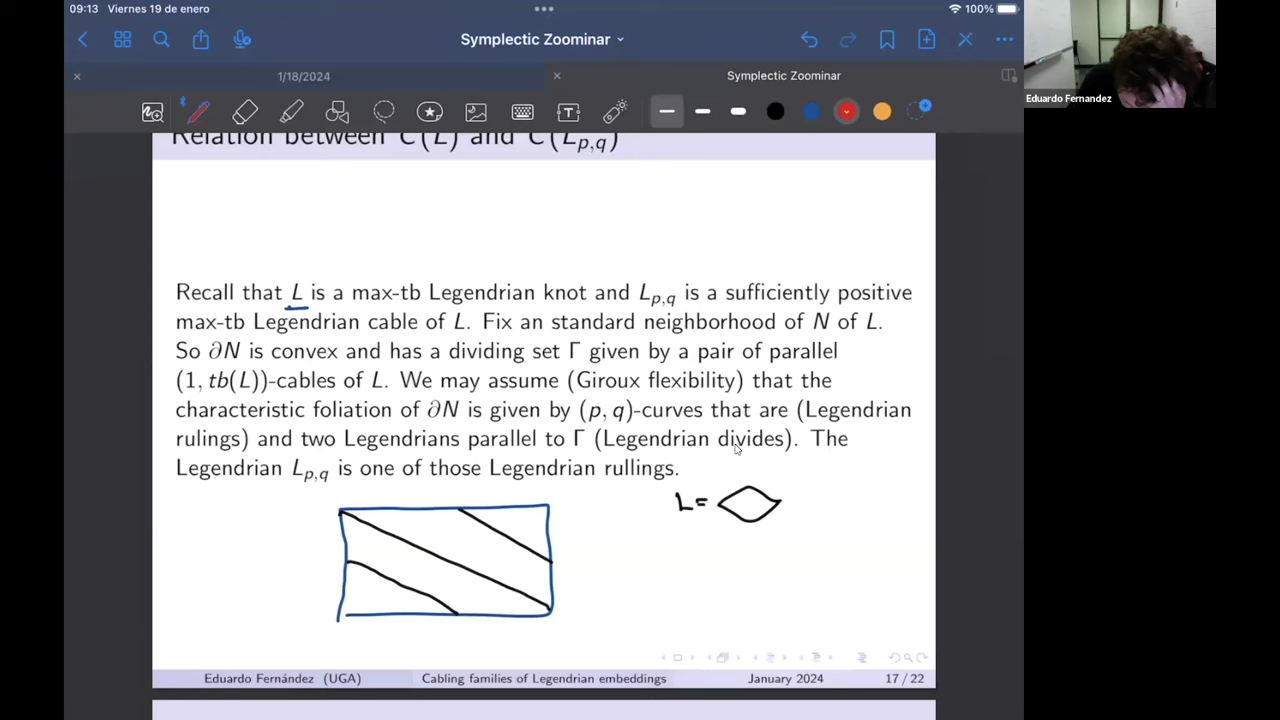 09:13 Viernes 19 de enero
100%
Symplectic Zoominar
1/18/2024
Symplectic Zoominar
Eduardo Fernandez
Relation between C(L) and C(Lp,q)
Recall that L is a max-tb Legendrian knot and Lp,q is a sufficiently positive
max-tb Legendrian cable of L. Fix an standard neighborhood of N of L.
So ∂N is convex and has a dividing set Γ given by a pair of parallel
(1, tb(L))-cables of L. We may assume (Giroux flexibility) that the
characteristic foliation of ∂N is given by (p, q)-curves that are (Legendrian
rulings) and two Legendrians parallel to Γ (Legendrian divides). The
Legendrian Lp,q is one of those Legendrian rullings.
L=
Eduardo Fernández (UGA)
Cabling families of Legendrian embeddings
January 2024
17 / 22